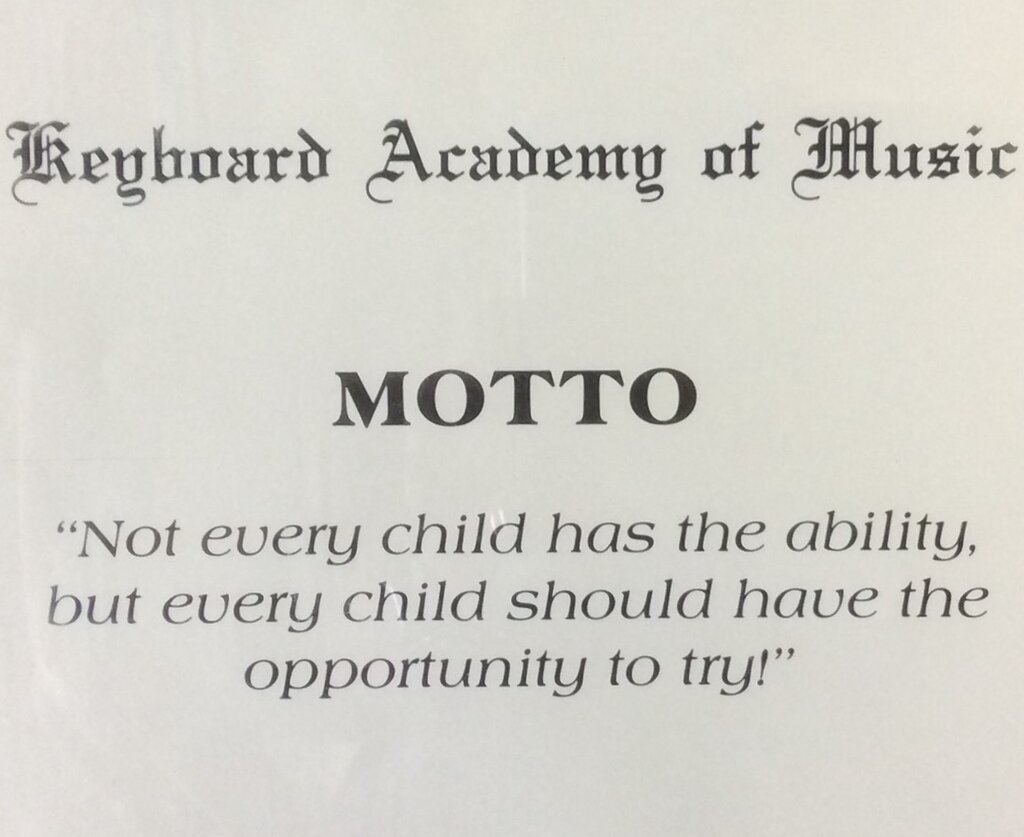 Keyboard Academy of Music
MOTTO
“Not every child has the ability,
but every child should have the
opportunity to try!”